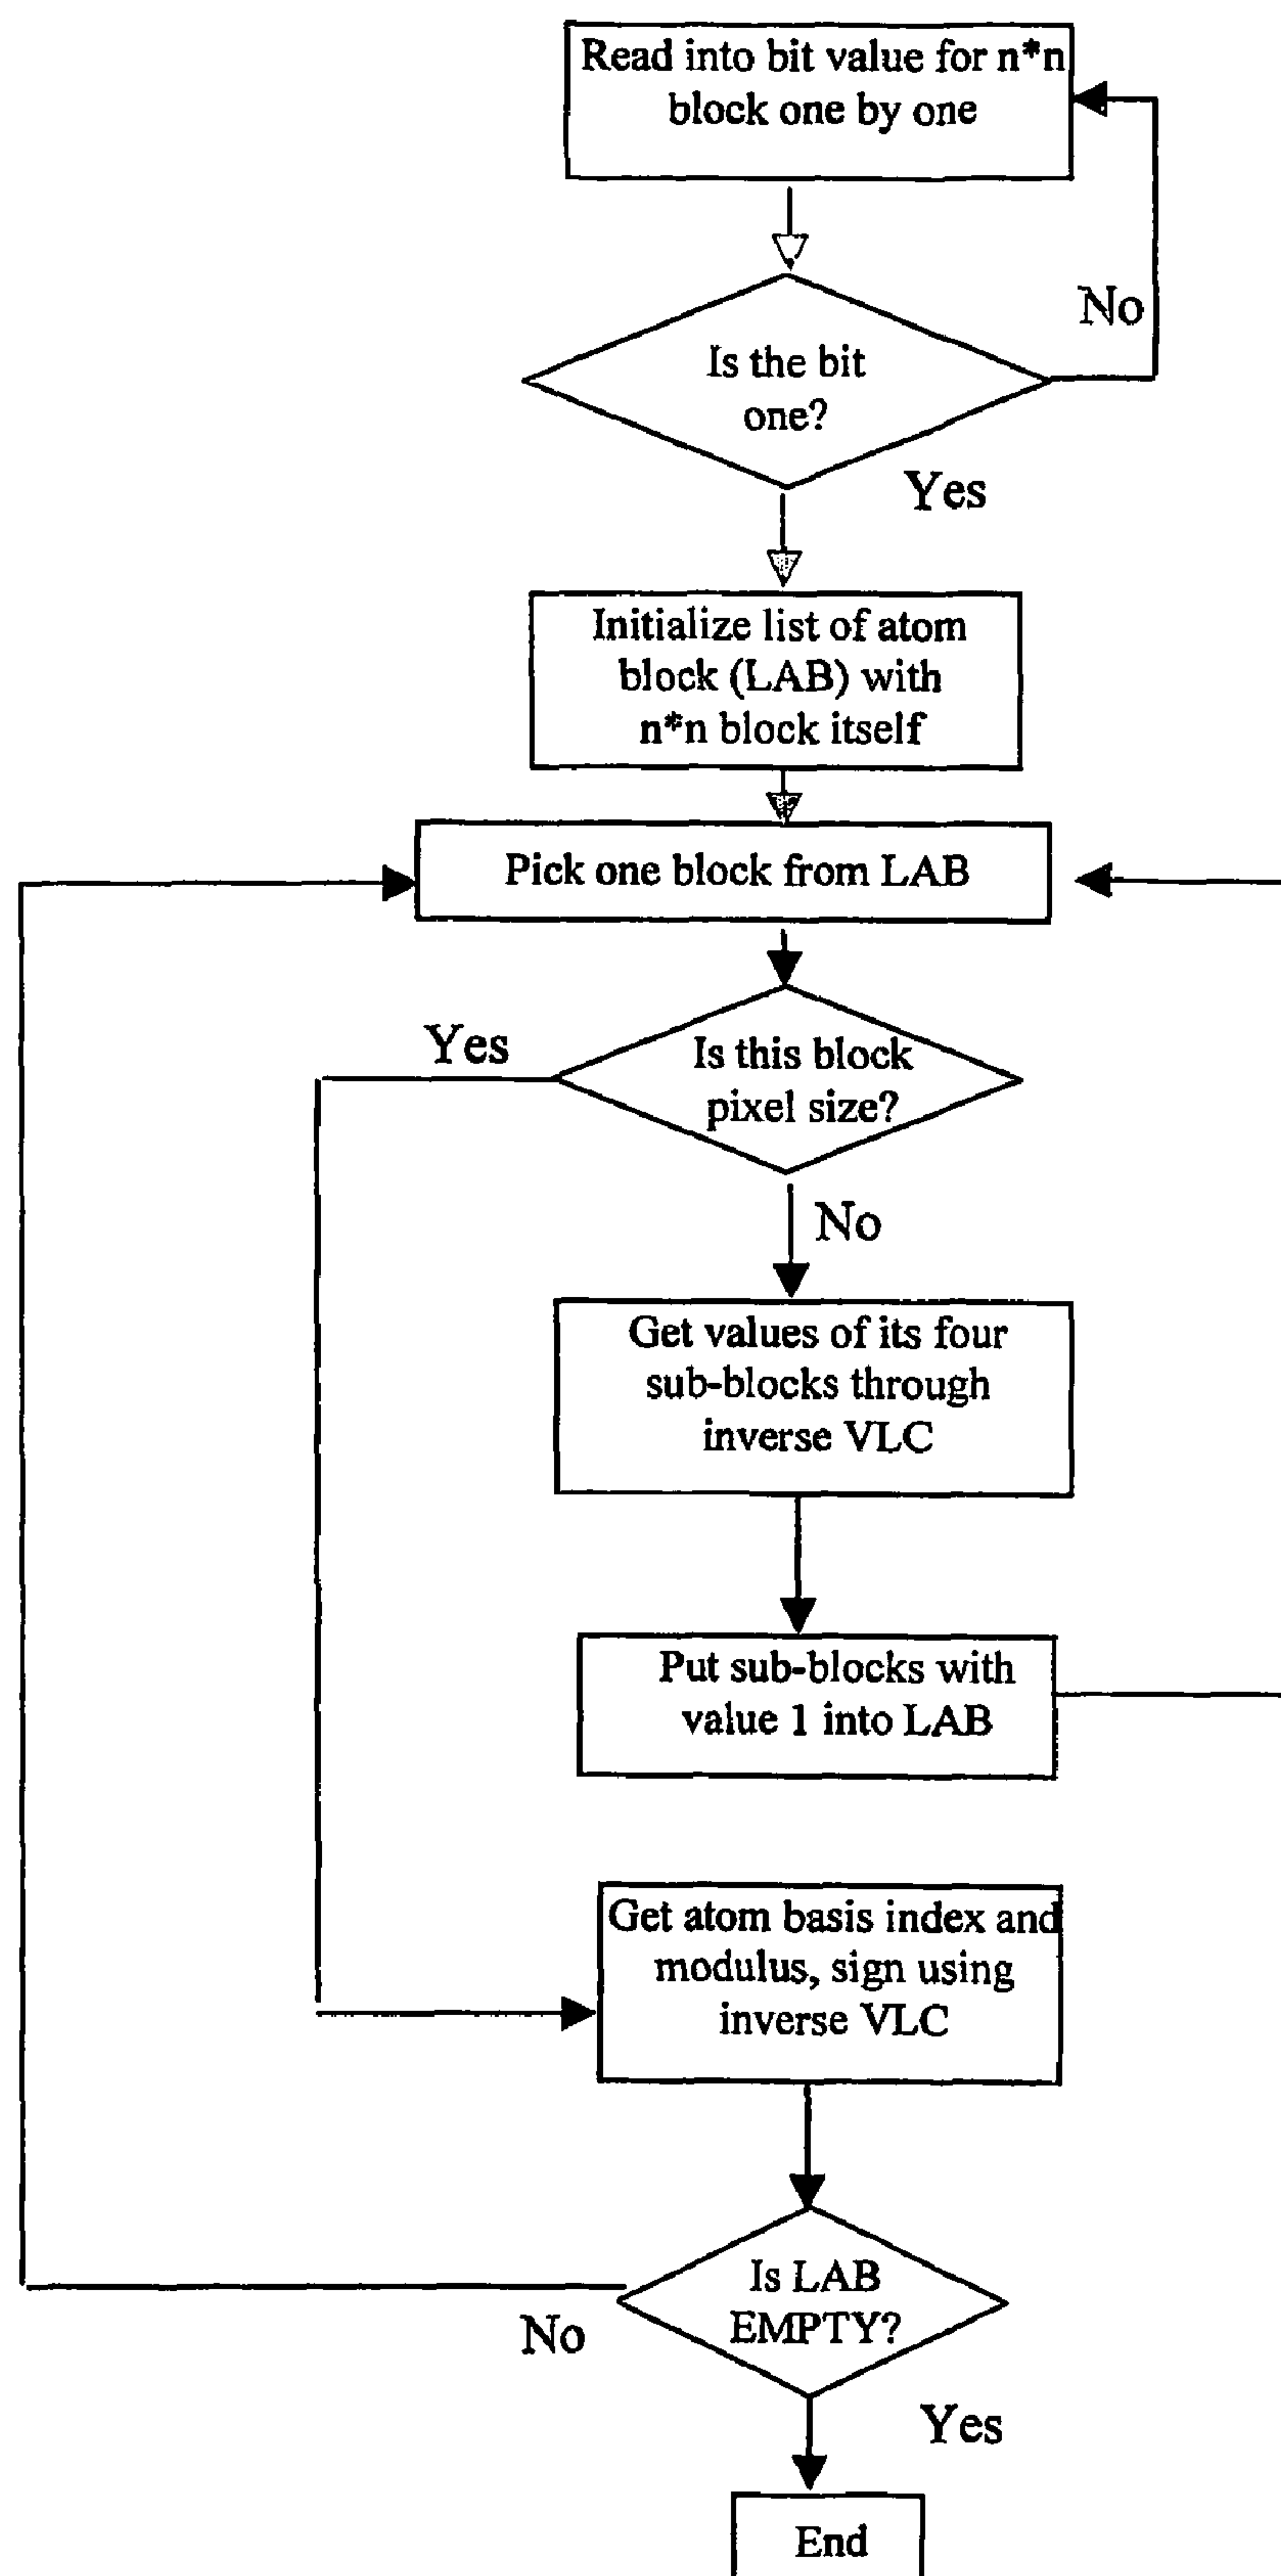 Read into bit value for n*n
block one by one
No
Is the bit
one?
Yes
Initialize list of atom
block (LAB) with
n*n block itself
Pick one block from LAB
Yes
Is this block
pixel size?
No
Get values of its four
sub-blocks through
inverse VLC
Put sub-blocks with
value 1 into LAB
Get atom basis index and
modulus, sign using
inverse VLC
Is LAB
EMPTY?
No
Yes
End